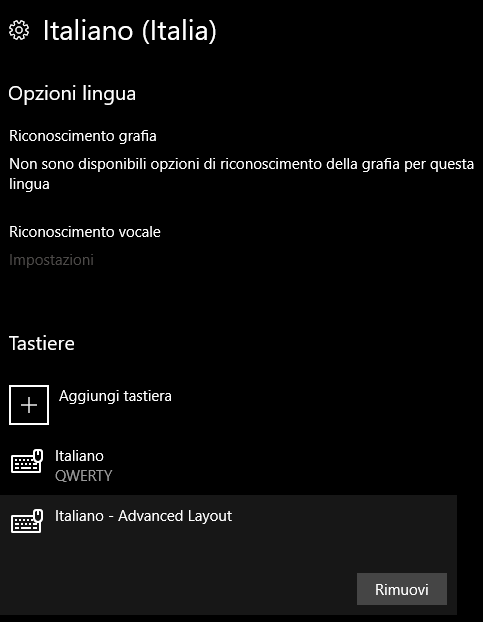 Italiano (Italia)
Opzioni lingua
Riconoscimento grafia
Non sono disponibili opzioni di riconoscimento della grafia per questa
lingua
Riconoscimento vocale
Impostazioni
Tastiere
Aggiungi tastiera
Italiano
QWERTY
Italiano - Advanced Layout
Rimuovi